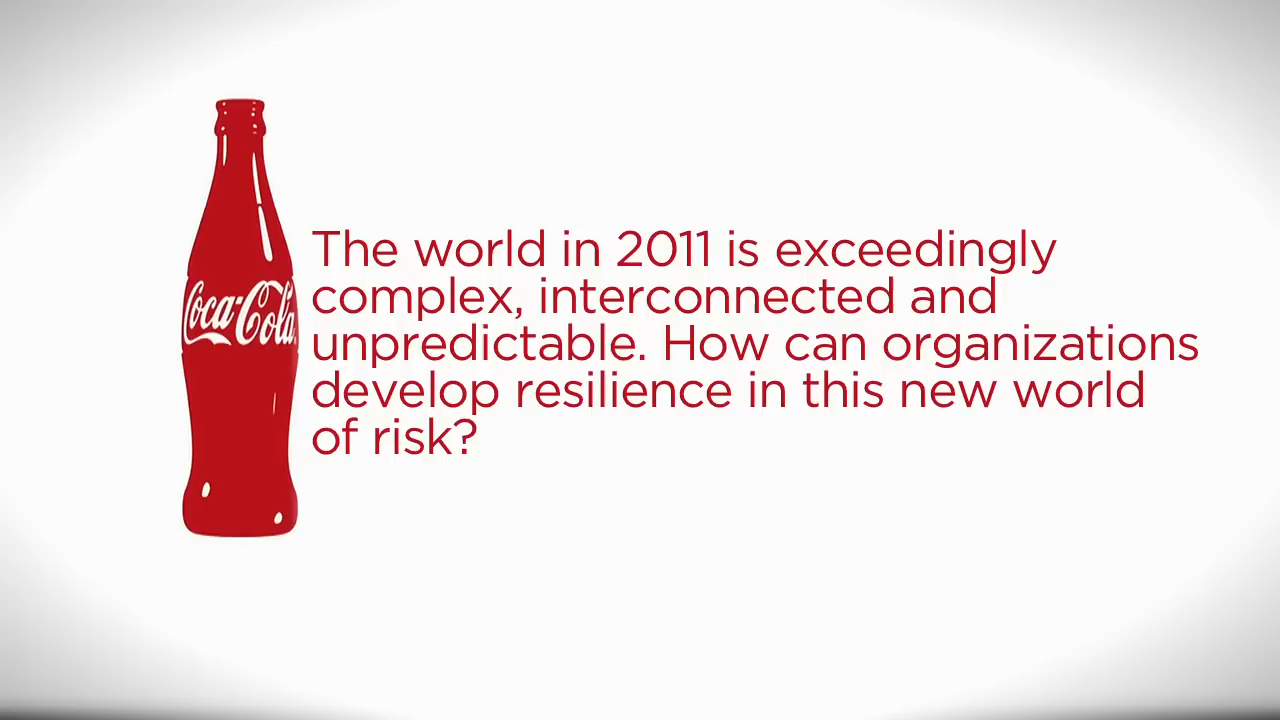 Coca-Cola
The world in 2011 is exceedingly
complex, interconnected and
unpredictable. How can organizations
develop resilience in this new world
of risk?